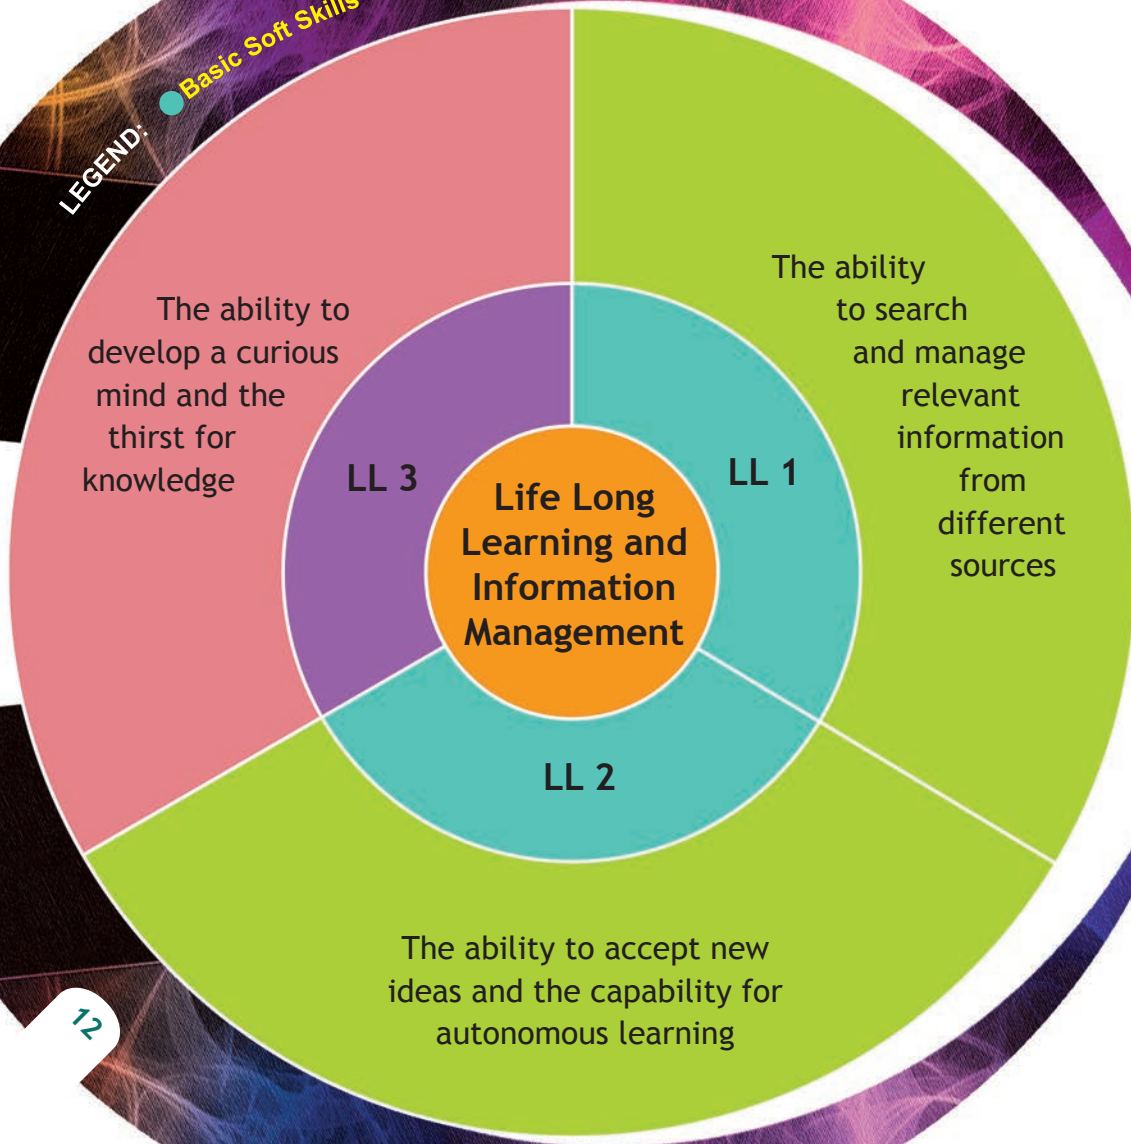 LEGEND:
Basic Soft Skills
The ability to
develop a curious
mind and the
thirst for
knowledge
LL 3
Life Long
Learning and
Information
Management
LL 1
The ability
to search
and manage
relevant
information
from
different
sources
LL 2
The ability to accept new
ideas and the capability for
autonomous learning
12